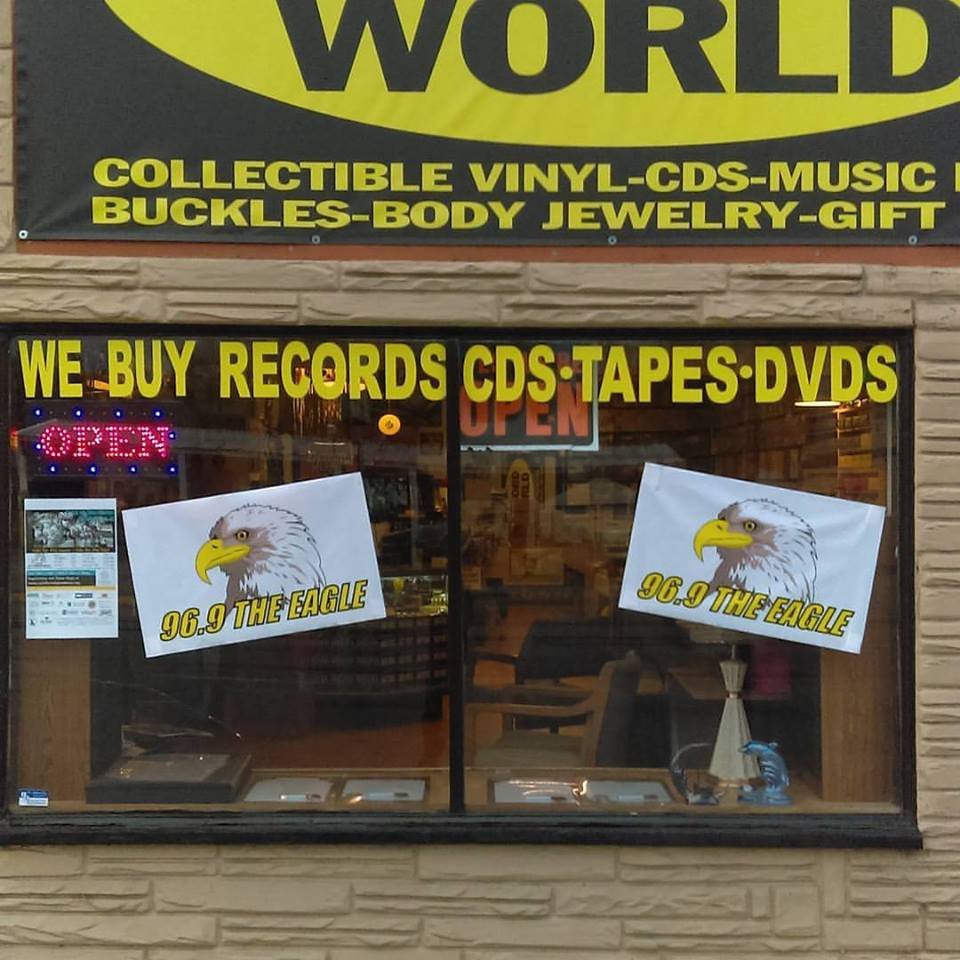 WORLD
COLLECTIBLE VINYL-CDS-MUSIC
BUCKLES-BODY JEWELRY-GIFT
WE BUY RECORDS CDS·TAPES·DVDS
OPEN
OPEN
96.9 THE EAGLE
96.9 THE EAGLE